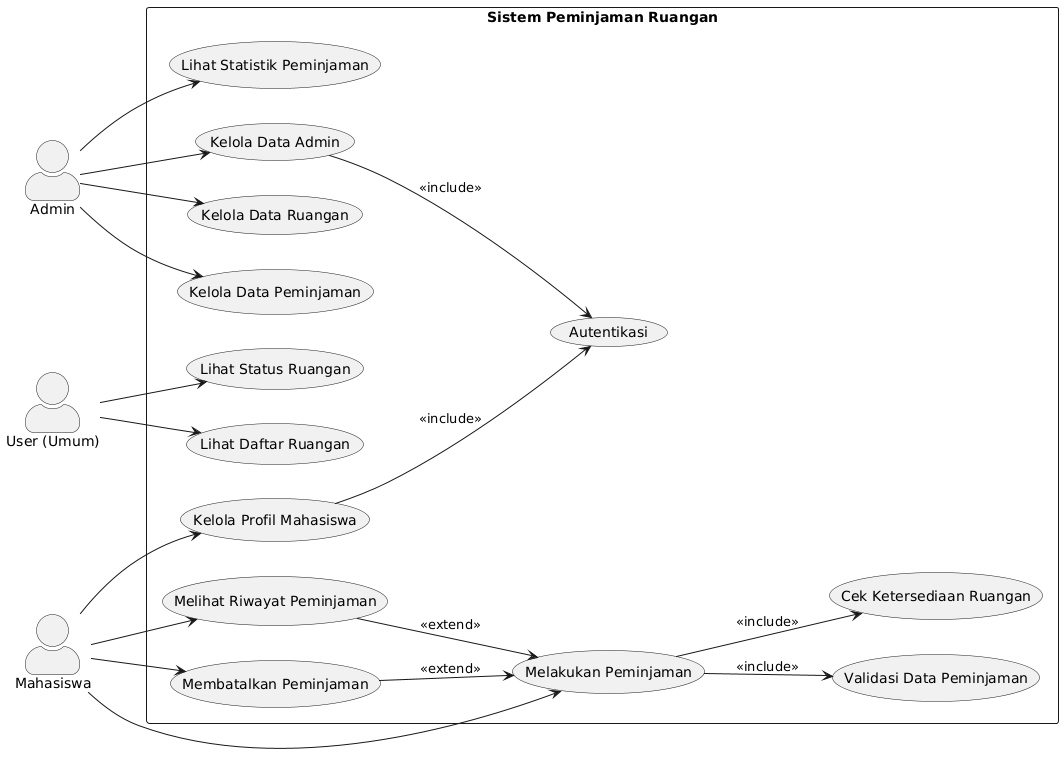 Sistem Peminjaman Ruangan
Lihat Statistik Peminjaman
Kelola Data Admin
«include»
Admin
Kelola Data Ruangan
Kelola Data Peminjaman
Autentikasi
Lihat Status Ruangan
«include»
User (Umum)
Lihat Daftar Ruangan
Kelola Profil Mahasiswa
Cek Ketersediaan Ruangan
Melihat Riwayat Peminjaman
«extend»
«include»
Mahasiswa
Membatalkan Peminjaman
«extend»
Melakukan Peminjaman
«include»
Validasi Data Peminjaman